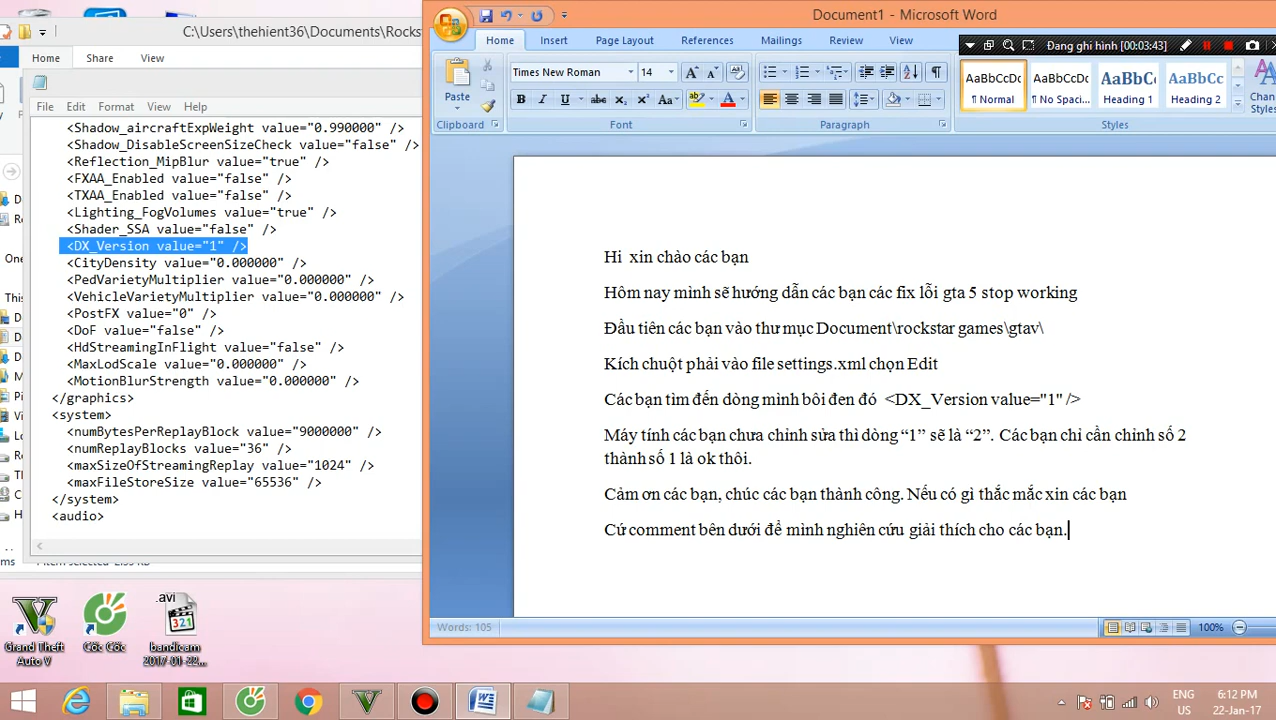 C:\Users\thehient36\Documents\Rocks
Document1 - Microsoft Word
Home
Share
View
File
Edit
Format
View
Help
<Shadow_aircraftExpWeight value="0.990000" />
<Shadow_DisableScreenSizeCheck value="false" />
<Reflection_MipBlur value="true" />
<FXAA_Enabled value="false" />
<TXAA_Enabled value="false" />
<Lighting_FogVolumes value="true" />
<Shader_SSA value="false" />
<DX_Version value="1" />
<CityDensity value="0.000000" />
<PedVarietyMultiplier value="0.000000" />
<VehicleVarietyMultiplier value="0.000000" />
<PostFX value="0" />
<DoF value="false" />
<HdStreamingInFlight value="false" />
<MaxLodScale value="0.000000" />
<MotionBlurStrength value="0.000000" />
</graphics>
<system>
<numBytesPerReplayBlock value="9000000" />
<numReplayBlocks value="36" />
<maxSizeOfStreamingReplay value="1024" />
<maxFileStoreSize value="65536" />
</system>
<audio>
Home
Insert
Page Layout
References
Mailings
Review
View
Đang ghi hình [00:03:43]
Paste
Clipboard
Times New Roman
14
Font
Paragraph
AaBbCcDc
¶ Normal
AaBbCcDc
¶ No Spaci...
AaBbC
Heading 1
AaBbCc
Heading 2
Chan
Styles
Hi xin chào các bạn
Hôm nay mình sẽ hướng dẫn các bạn các fix lỗi gta 5 stop working
Đầu tiên các bạn vào thư mục Document\rockstar games\gtav\
Kích chuột phải vào file settings.xml chọn Edit
Các bạn tìm đến dòng mình bôi đen đó <DX_Version value="1" />
Máy tính các bạn chưa chỉnh sửa thì dòng “1” sẽ là “2”. Các bạn chỉ cần chỉnh số 2
thành số 1 là ok thôi.
Cảm ơn các bạn, chúc các bạn thành công. Nếu có gì thắc mắc xin các bạn
Cứ comment bên dưới để mình nghiên cứu giải thích cho các bạn.
Words: 105
100%
Grand Theft
Auto V
Cốc Cốc
.avi
321
bandicam
2017-01-22...
ENG
US
6:12 PM
22-Jan-17